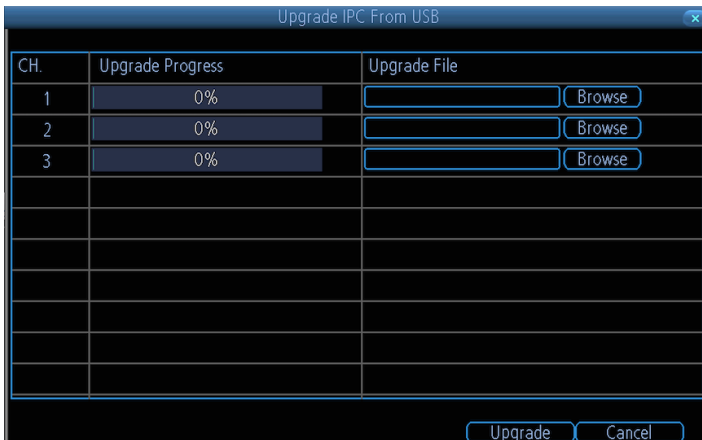 Upgrade IPC From USB
CH. Upgrade Progress Upgrade File
1 0% Browse
2 0% Browse
3 0% Browse
Upgrade Cancel